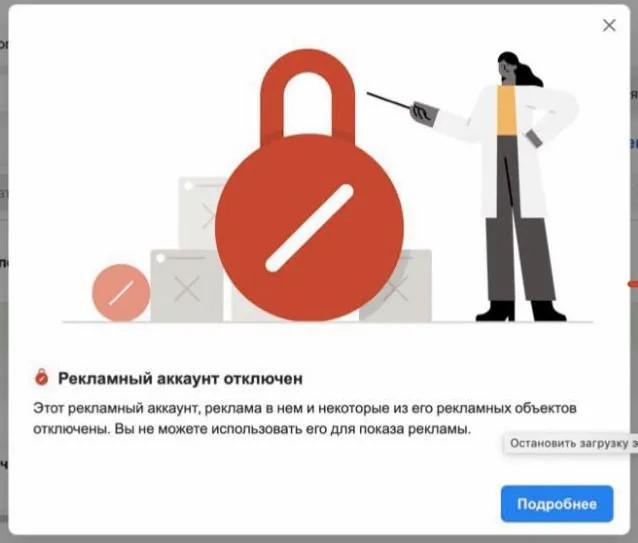 Рекламный аккаунт отключен
Этот рекламный аккаунт, реклама в нем и некоторые из его рекламных объектов
отключены. Вы не можете использовать его для показа рекламы.
Остановить загрузку э
Подробнее